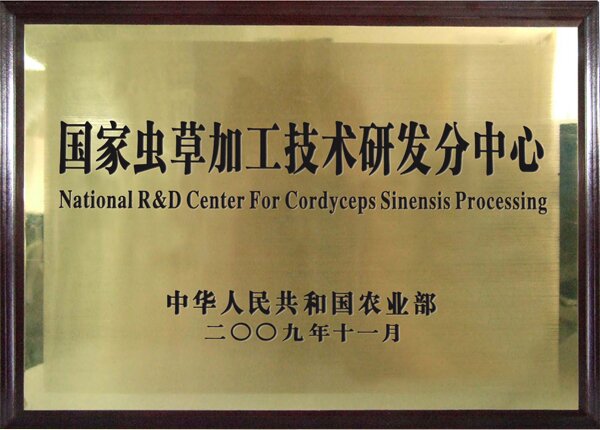 国家虫草加工技术研发分中心
National R&D Center For Cordyceps Sinensis Processing
中华人民共和国农业部
二〇〇九年十一月